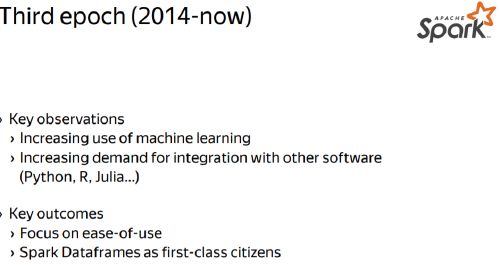 Third epoch (2014-now)
APACHE
Spark
› Key observations
› Increasing use of machine learning
› Increasing demand for integration with other software
(Python, R, Julia...)
› Key outcomes
› Focus on ease-of-use
› Spark Dataframes as first-class citizens